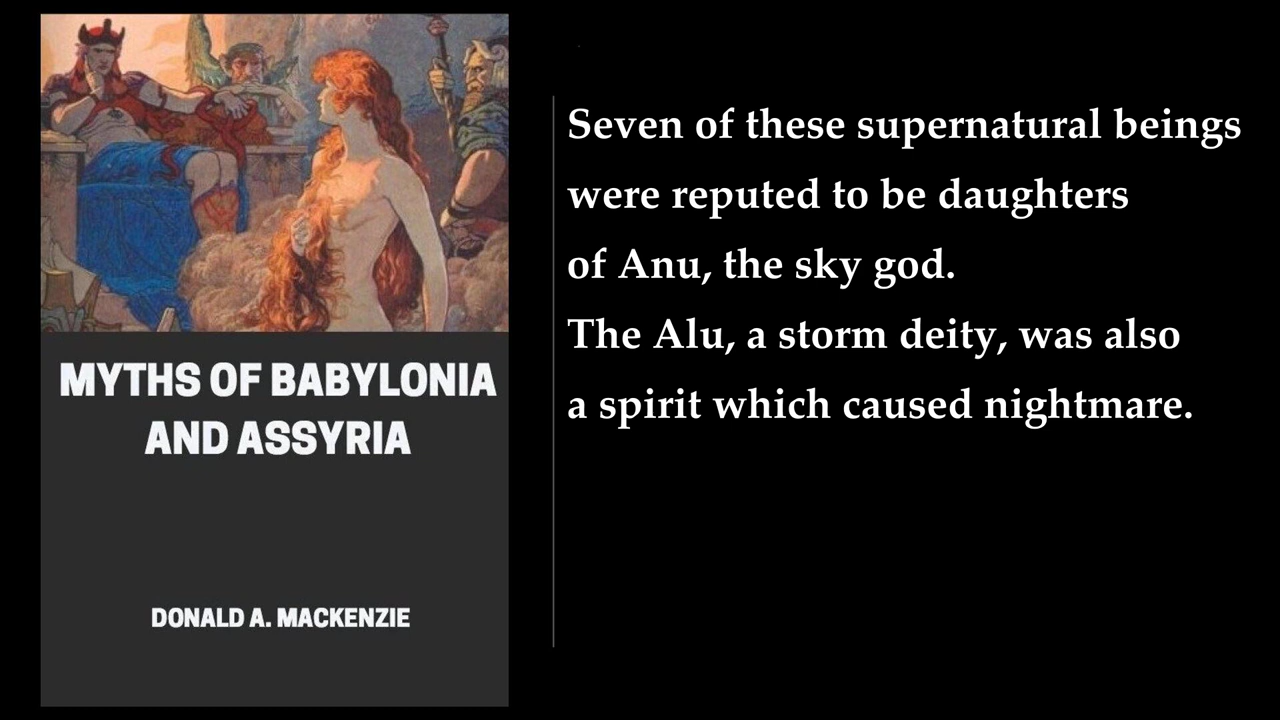 MYTHS OF BABYLONIA
AND ASSYRIA
DONALD A. MACKENZIE
Seven of these supernatural beings
were reputed to be daughters
of Anu, the sky god.
The Alu, a storm deity, was also
a spirit which caused nightmare.